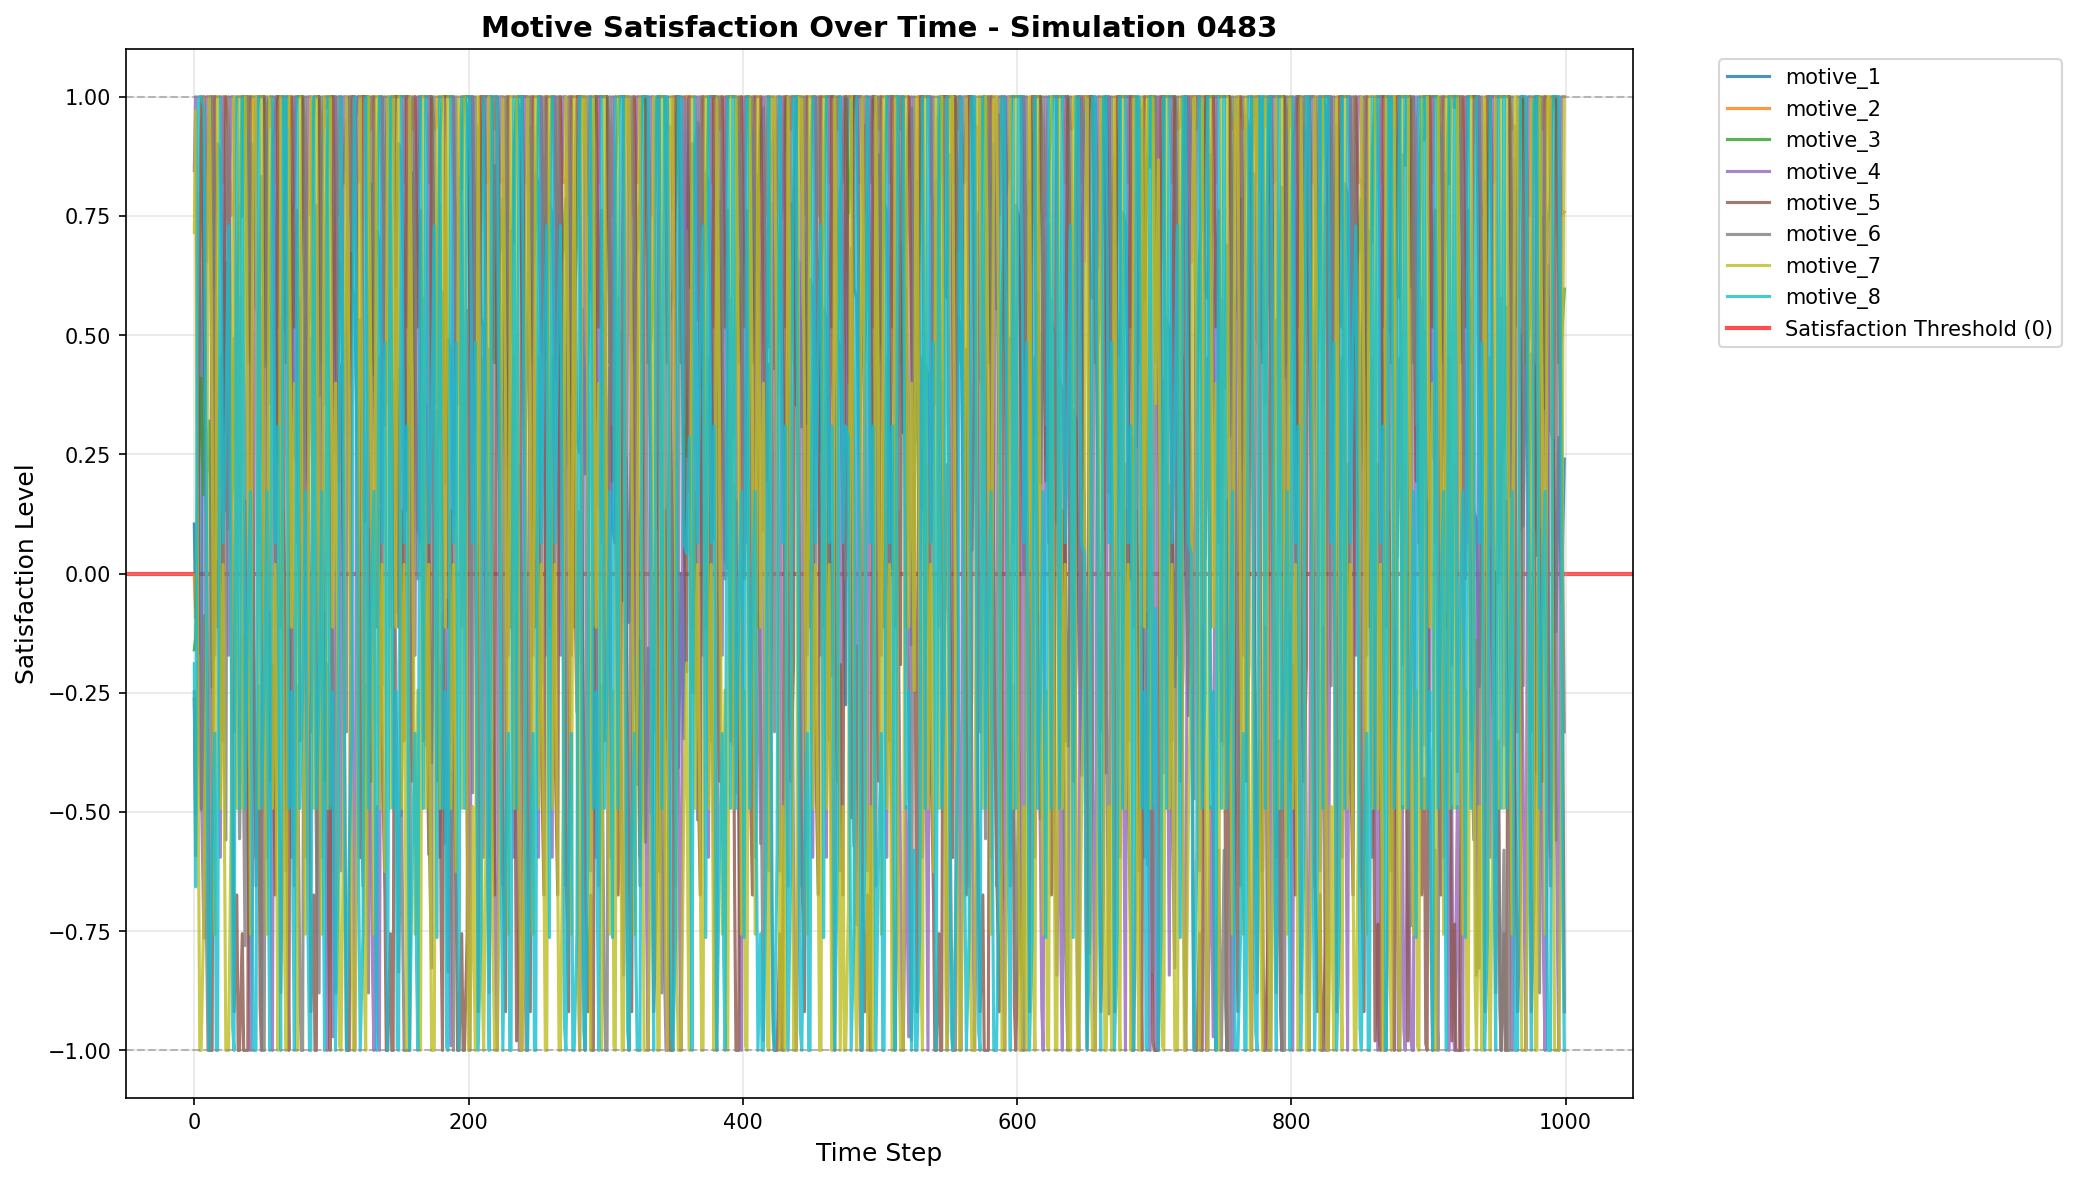 Motive Satisfaction Over Time - Simulation 0483
1.00
0.75
0.50
0.25
0.00
−0.25
−0.50
−0.75
−1.00
Satisfaction Level
0
200
400
600
800
1000
Time Step
motive_1
motive_2
motive_3
motive_4
motive_5
motive_6
motive_7
motive_8
Satisfaction Threshold (0)